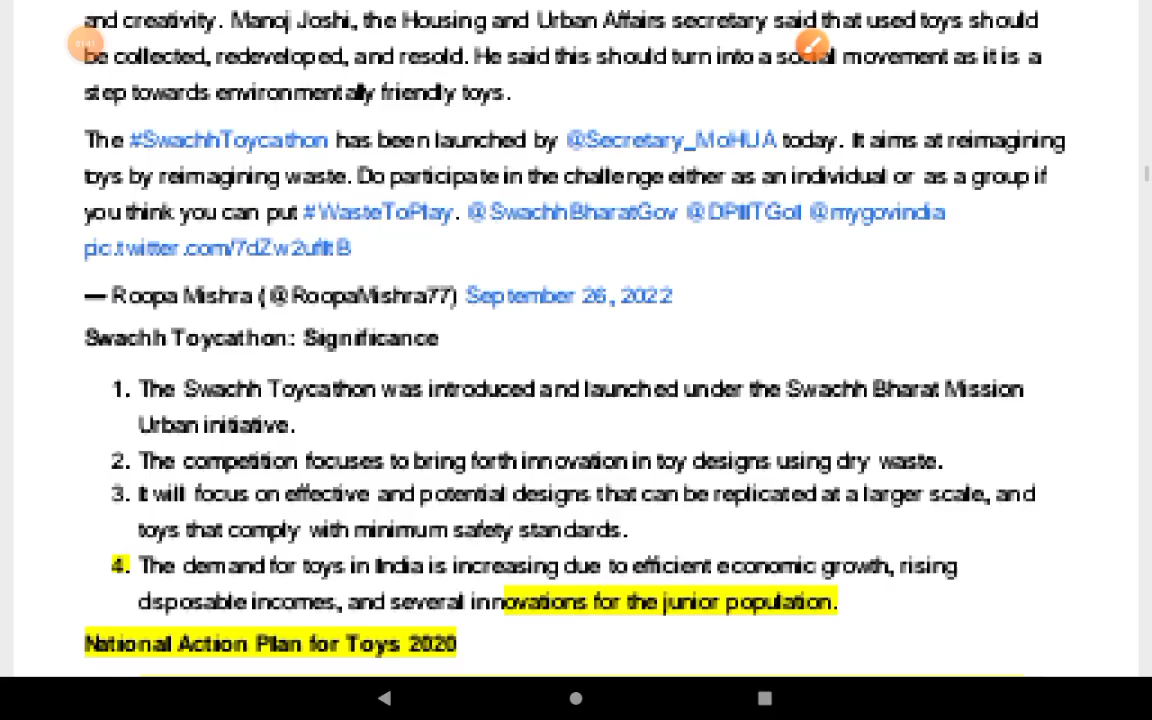 and creativity. Manoj Joshi, the Housing and Urban Affairs secretary said that used toys should
be collected, redeveloped, and resold. He said this should turn into a social movement as it is a
step towards environmentally friendly toys.
The #SwachhToycathon has been launched by @Secretary_MoHUA today. It aims at reimagining
toys by reimagining waste. Do participate in the challenge either as an individual or as a group if
you think you can put #WasteToPlay. @SwachhBharatGov @DPIITGoI @mygovindia
— Roopa Mishra (@RoopaMishra77) September 26, 2022
Swachh Toycathon: Significance
1. The Swachh Toycathon was introduced and launched under the Swachh Bharat Mission
Urban initiative.
2. The competition focuses to bring forth innovation in toy designs using dry waste.
3. It will focus on effective and potential designs that can be replicated at a larger scale, and
toys that comply with minimum safety standards.
4. The demand for toys in India is increasing due to efficient economic growth, rising
disposable incomes, and several innovations for the junior population.
National Action Plan for Toys 2020